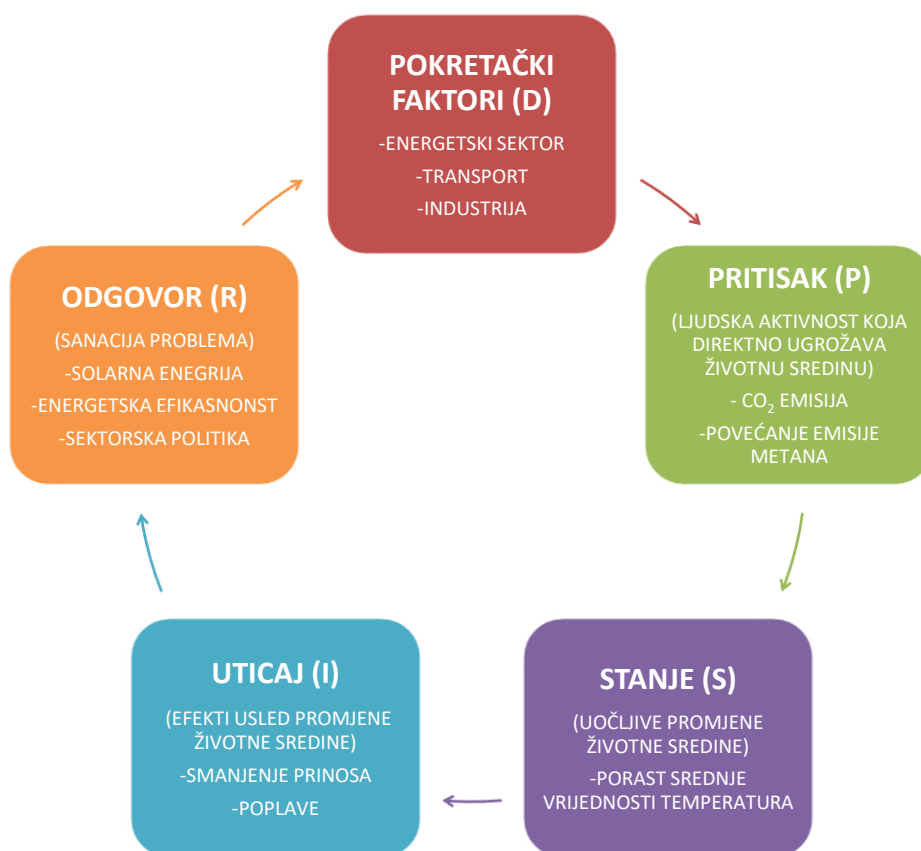 POKRETAČKI
FAKTORI (D)
-ENERGETSKI SEKTOR
-TRANSPORT
-INDUSTRIJA
PRITISAK (P)
(LJUDSKA AKTIVNOST KOJA
DIREKTNO UGROŽAVA
ŽIVOTNU SREDINU)
- CO₂ EMISIJA
-POVEĆANJE EMISIJE
METANA
STANJE (S)
(UOČLJIVE PROMJENE
ŽIVOTNE SREDINE)
-PORAST SREDNJE
VRIJEDNOSTI TEMPERATURA
UTICAJ (I)
(EFEKTI USLED PROMJENE
ŽIVOTNE SREDINE)
-SMANJENJE PRINOSA
-POPLAVE
ODGOVOR (R)
(SANACIJA PROBLEMA)
-SOLARNA ENEGRIJA
-ENERGETSKA EFIKASNONST
-SEKTORSKA POLITIKA